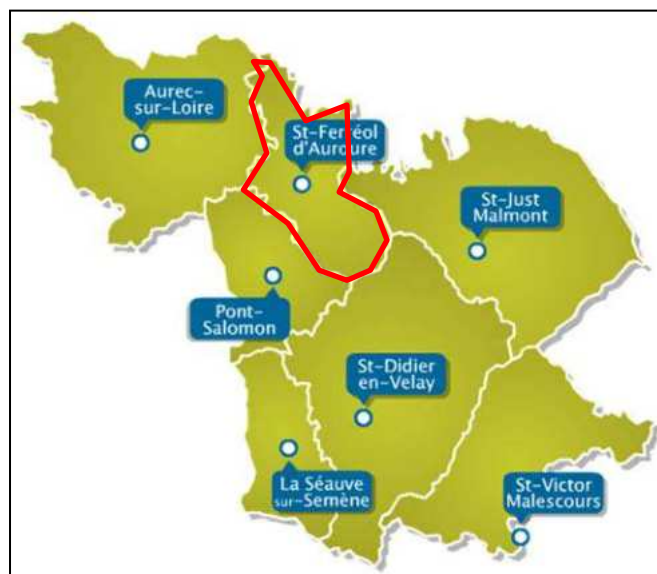 Aurec-
sur-Loire
St-Ferréol
d'Auroure
St-Just
Malmont
Pont-
Salomon
St-Didier
en-Velay
La Séauve
sur-Semène
St-Victor
Malescours